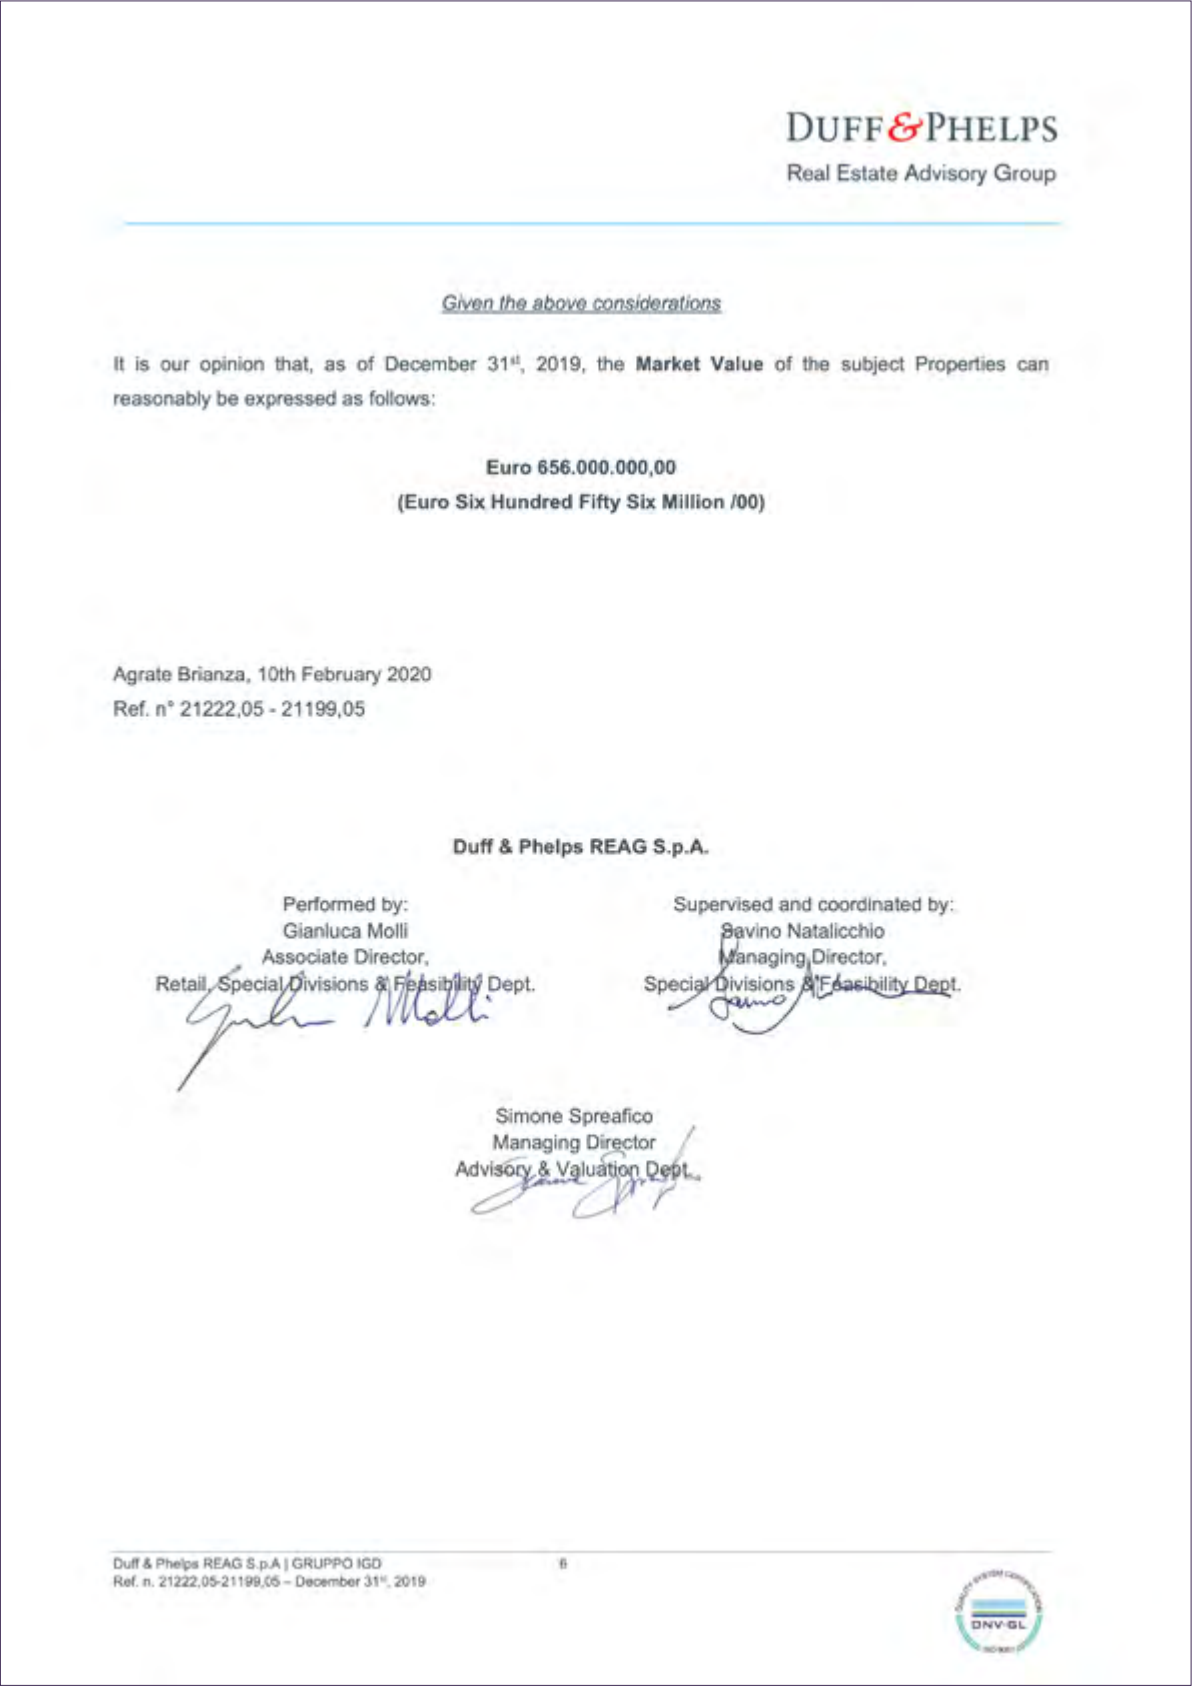 DUFF&PHELPS
Real Estate Advisory Group
Given the above considerations
It is our opinion that, as of December 31st, 2019, the Market Value of the subject Properties can
reasonably be expressed as follows:
Euro 656.000.000,00
(Euro Six Hundred Fifty Six Million /00)
Agrate Brianza, 10th February 2020
Ref. n° 21222,05 - 21199,05
Duff & Phelps REAG S.p.A.
Performed by:
Gianluca Molli
Associate Director,
Retail, Special Divisions & Feasibility Dept.
Supervised and coordinated by:
Savino Natalicchio
Managing Director,
Special Divisions & Feasibility Dept.
Simone Spreafico
Managing Director
Advisory & Valuation Dept.
Duff & Phelps REAG S.p.A | GRUPPO IGD
6
Ref. n. 21222,05-21199,05 – December 31st, 2019
QUALITY SYSTEM CERTIFICATION
DNV·GL
ISO 9001